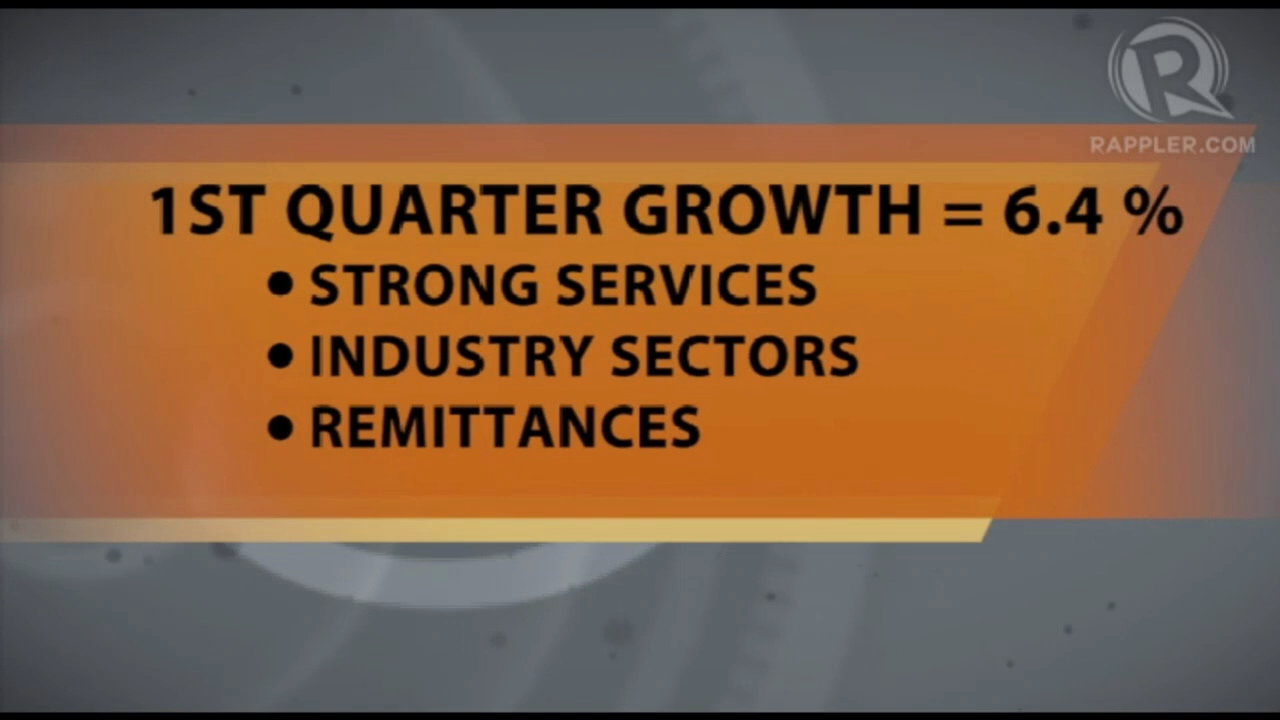 RAPPLER.COM
1ST QUARTER GROWTH = 6.4 %
• STRONG SERVICES
• INDUSTRY SECTORS
• REMITTANCES